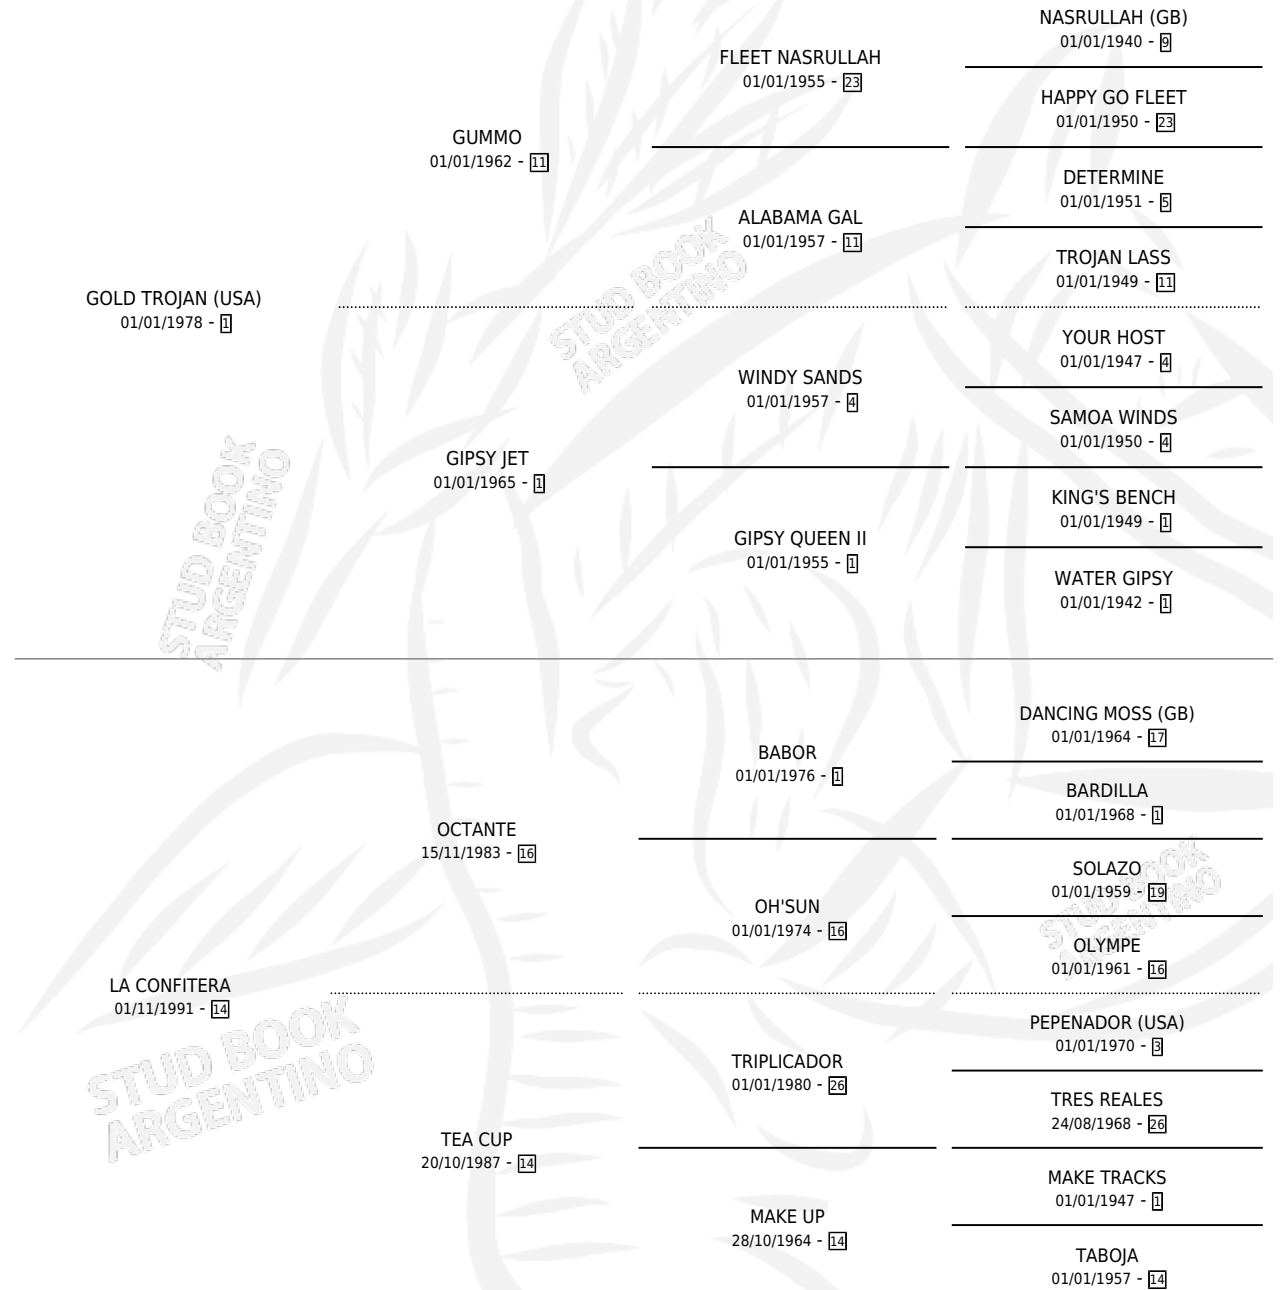 NASRULLAH (GB)
01/01/1940 - 9
FLEET NASRULLAH
01/01/1955 - 23
HAPPY GO FLEET
01/01/1950 - 23
GUMMO
01/01/1962 - 11
DETERMINE
01/01/1951 - 5
ALABAMA GAL
01/01/1957 - 11
TROJAN LASS
01/01/1949 - 11
GOLD TROJAN (USA)
01/01/1978 - 1
STUD BOOK
ARGENTINO
YOUR HOST
01/01/1947 - 4
WINDY SANDS
01/01/1957 - 4
SAMOA WINDS
01/01/1950 - 4
GIPSY JET
01/01/1965 - 1
KING'S BENCH
01/01/1949 - 1
GIPSY QUEEN II
01/01/1955 - 1
WATER GIPSY
01/01/1942 - 1
STUD BOOK
ARGENTINO
DANCING MOSS (GB)
01/01/1964 - 17
BABOR
01/01/1976 - 1
BARDILLA
01/01/1968 - 1
OCTANTE
15/11/1983 - 16
SOLAZO
01/01/1959 - 19
OH'SUN
01/01/1974 - 16
STUD BOOK
ARGENTINO
OLYMPE
01/01/1961 - 16
LA CONFITERA
01/11/1991 - 14
STUD BOOK
ARGENTINO
PEPENADOR (USA)
01/01/1970 - 3
TRIPLICADOR
01/01/1980 - 26
TRES REALES
24/08/1968 - 26
TEA CUP
20/10/1987 - 14
MAKE TRACKS
01/01/1947 - 1
MAKE UP
28/10/1964 - 14
TABOJA
01/01/1957 - 14